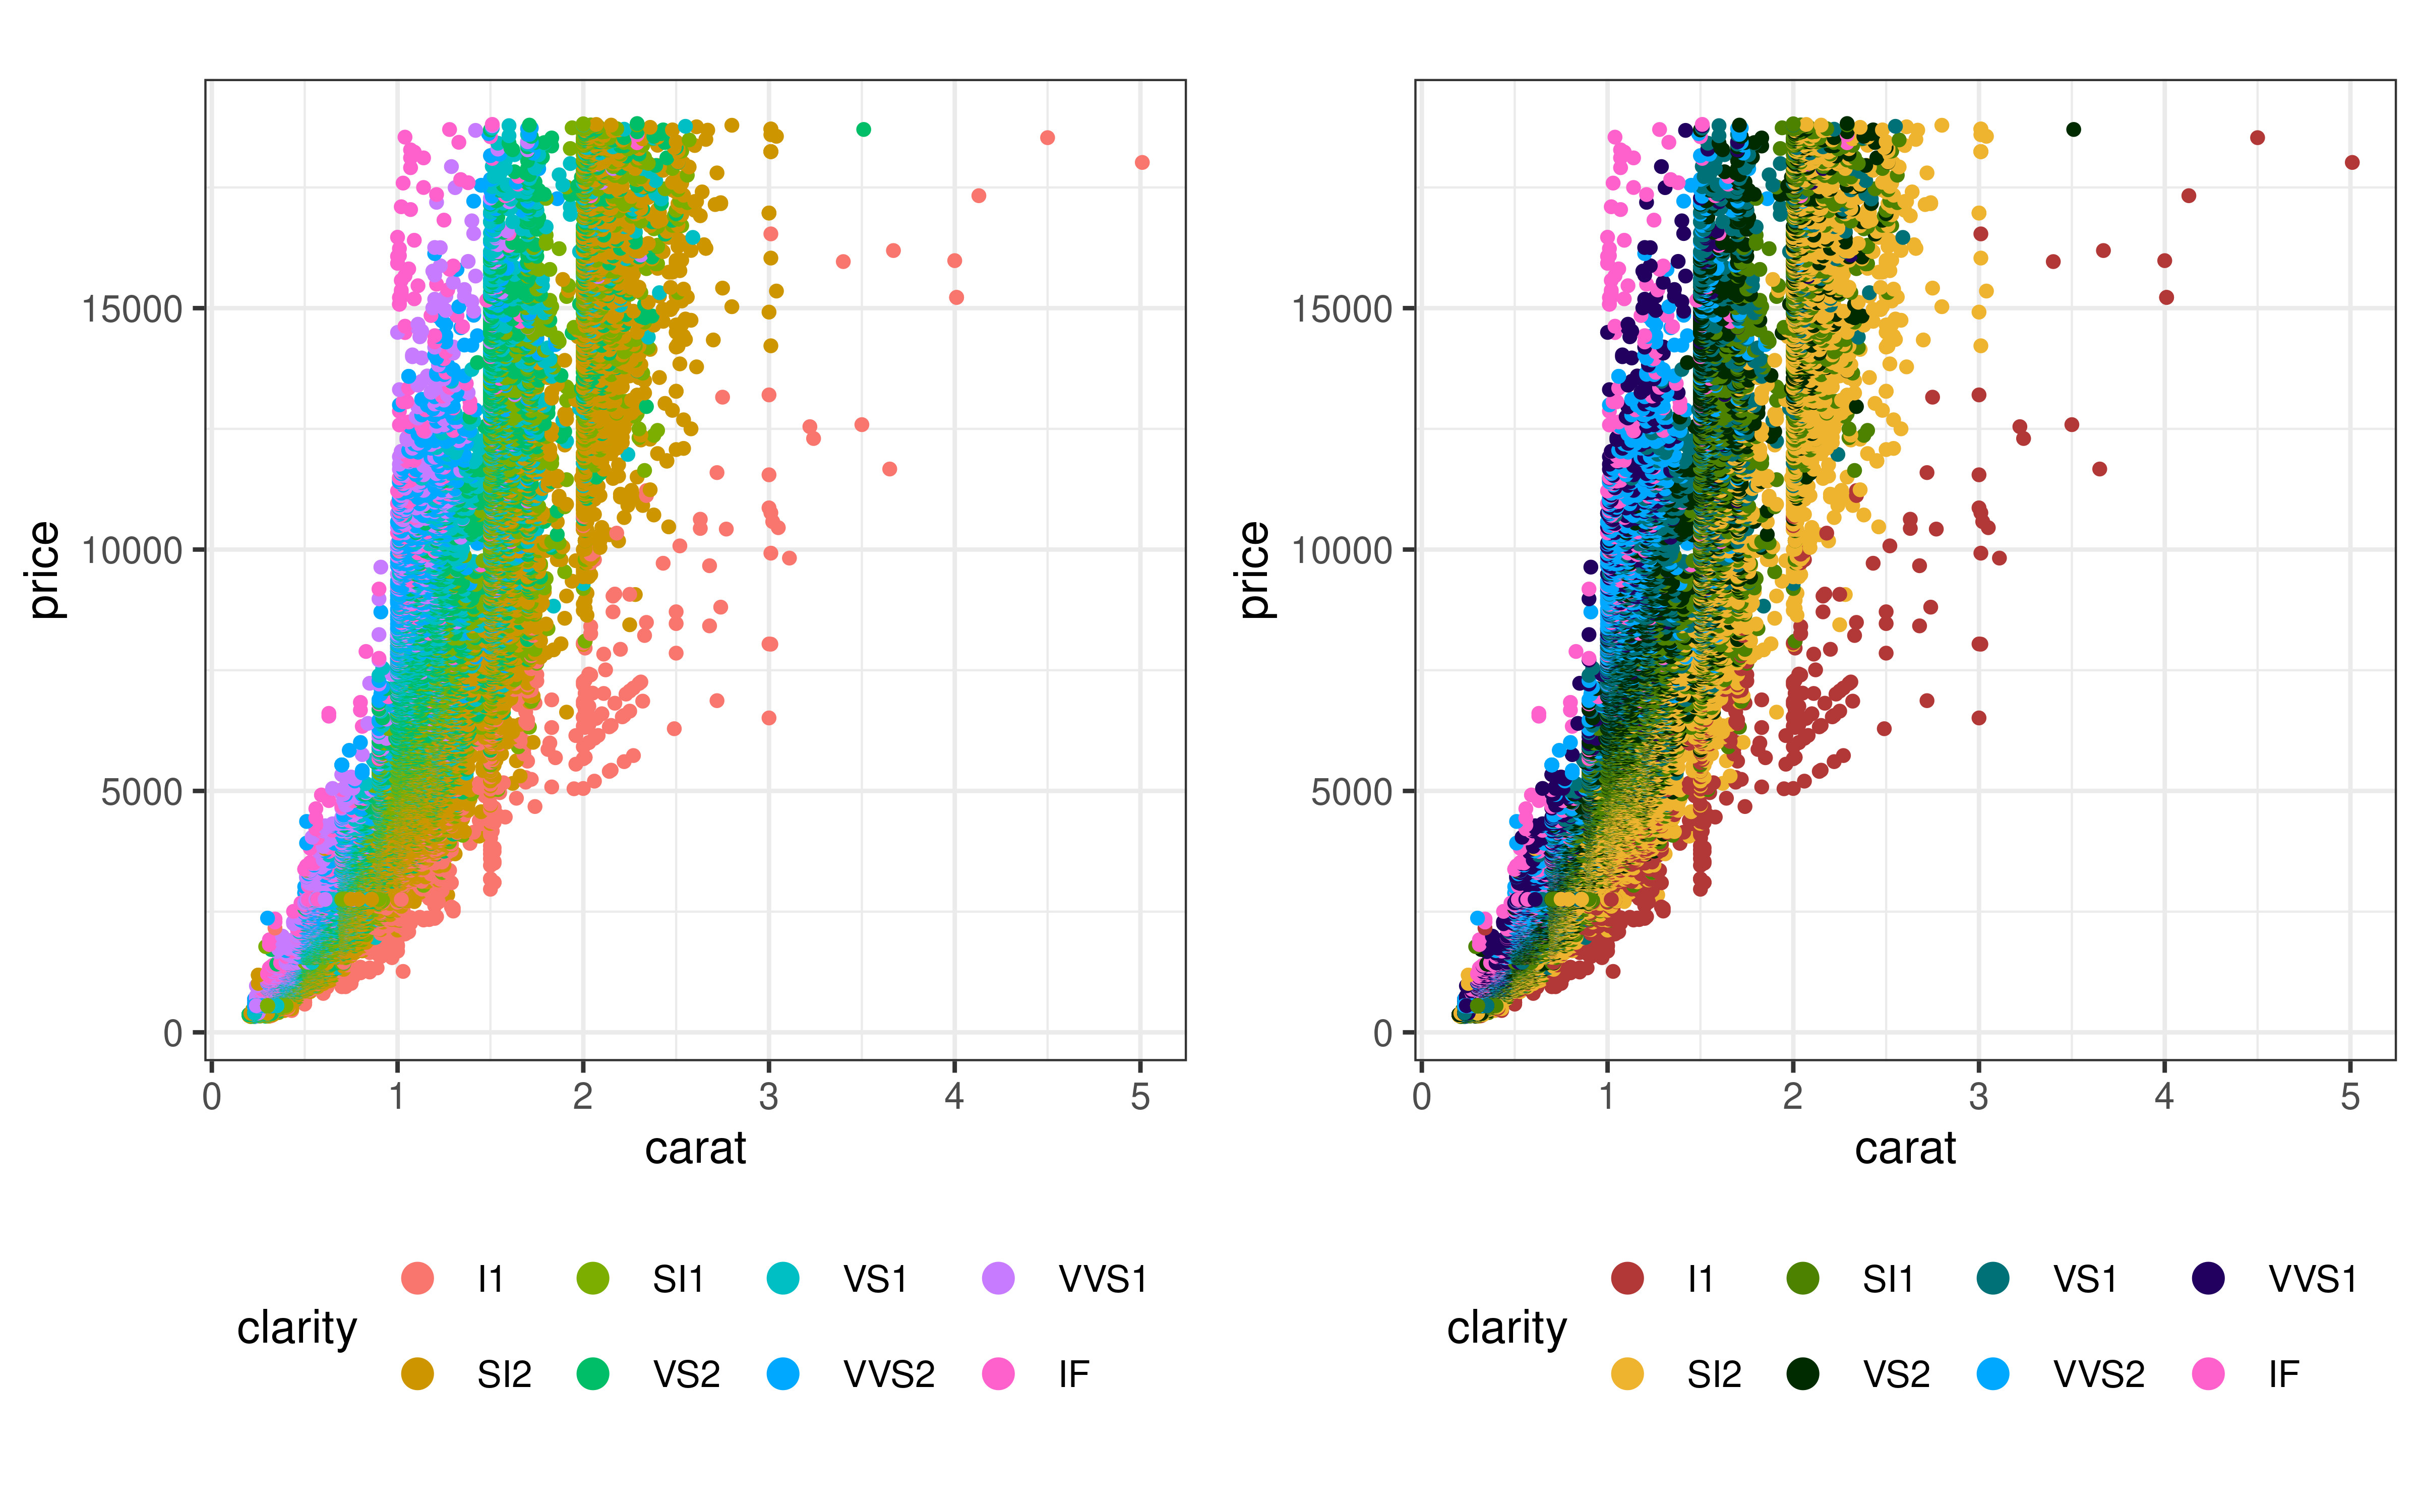 price
15000
10000
5000
0
0 1 2 3 4 5
carat
clarity
I1 SI1 VS1 VVS1
SI2 VS2 VVS2 IF
price
15000
10000
5000
0
0 1 2 3 4 5
carat
clarity
I1 SI1 VS1 VVS1
SI2 VS2 VVS2 IF